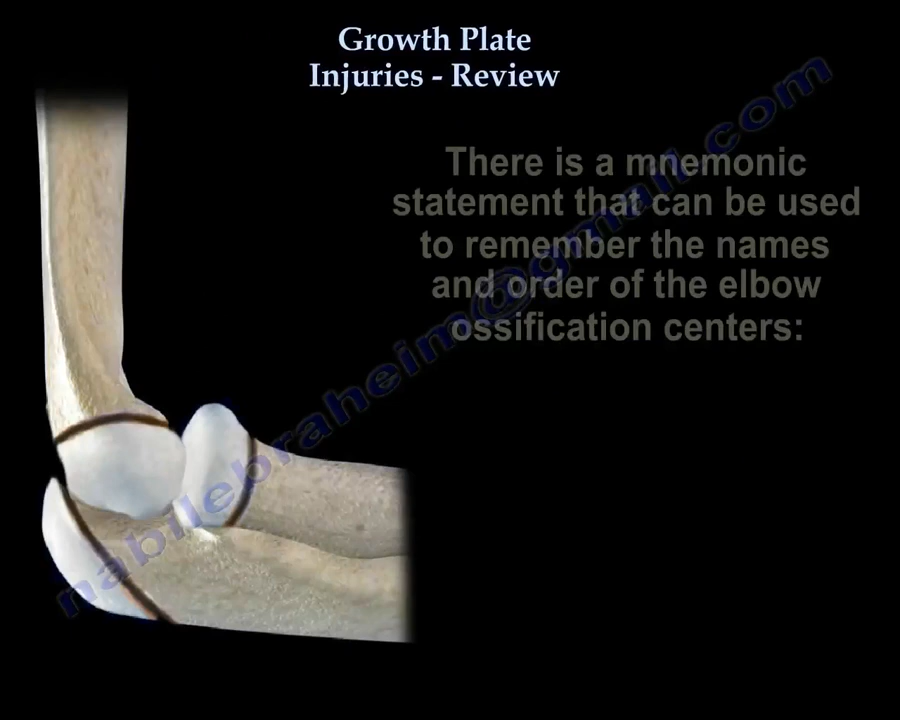 Growth Plate
Injuries - Review
There is a mnemonic
statement that can be used
to remember the names
and order of the elbow
ossification centers:
nabilebraheim@gmail.com